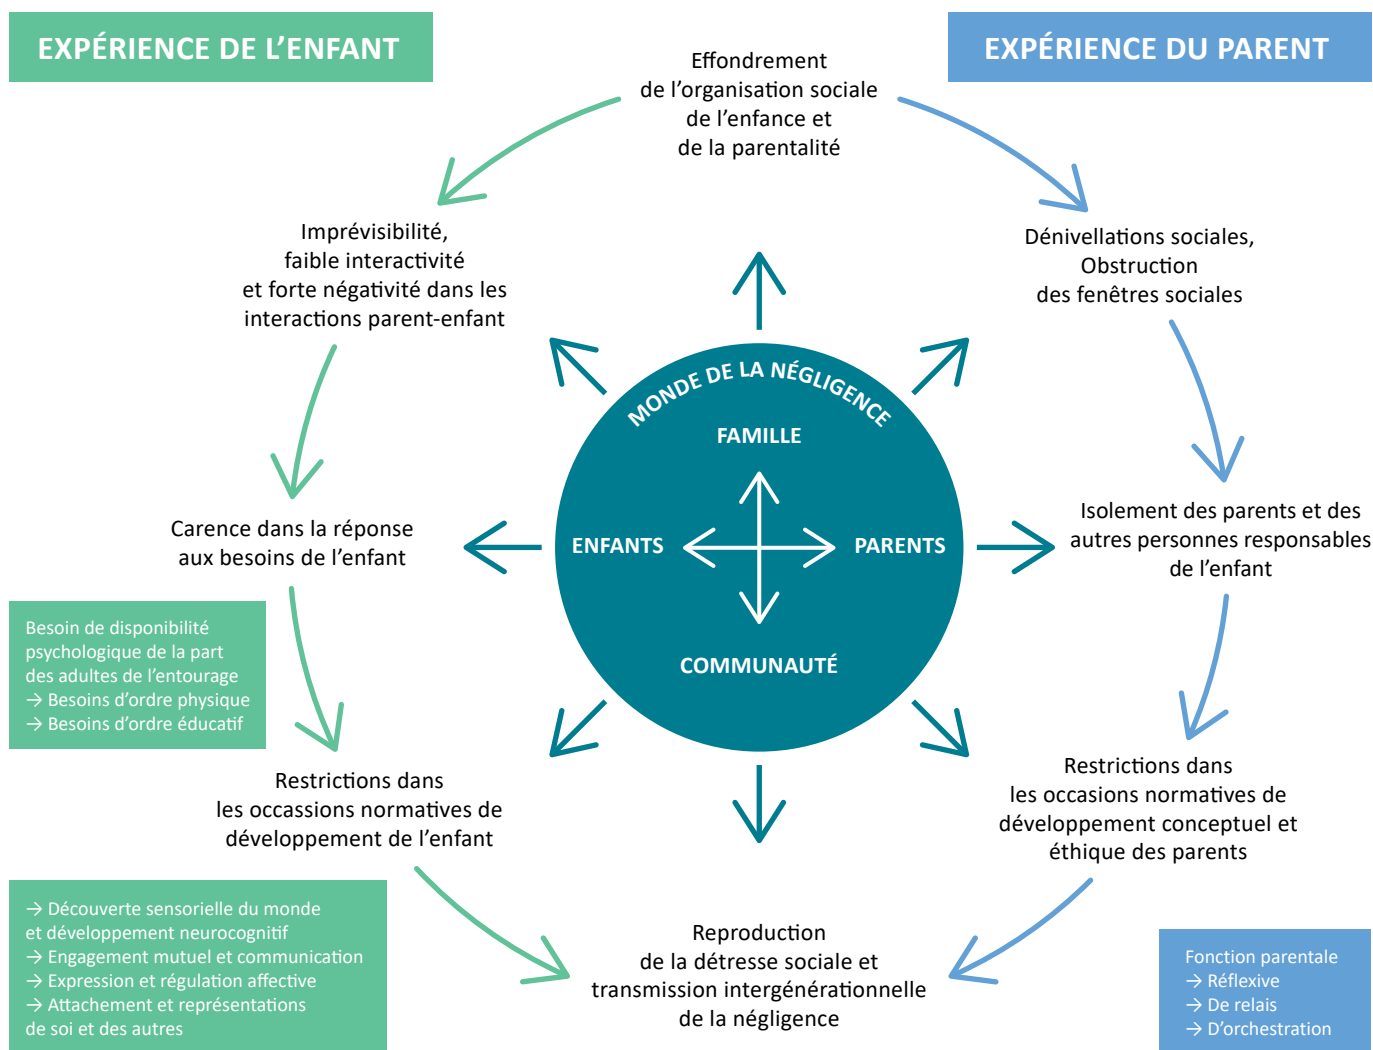 EXPÉRIENCE DE L’ENFANT
EXPÉRIENCE DU PARENT
Effondrement
de l’organisation sociale
de l’enfance et
de la parentalité
Imprévisibilité,
faible interactivité
et forte négativité dans les
interactions parent-enfant
Dénivellations sociales,
Obstruction
des fenêtres sociales
MONDE DE LA NÉGLIGENCE
FAMILLE
ENFANTS
PARENTS
COMMUNAUTÉ
Carence dans la réponse
aux besoins de l’enfant
Isolement des parents et des
autres personnes responsables
de l’enfant
Besoin de disponibilité
psychologique de la part
des adultes de l’entourage
→ Besoins d’ordre physique
→ Besoins d’ordre éducatif
Restrictions dans
les occassions normatives de
développement de l’enfant
Restrictions dans
les occasions normatives de
développement conceptuel et
éthique des parents
→ Découverte sensorielle du monde
et développement neurocognitif
→ Engagement mutuel et communication
→ Expression et régulation affective
→ Attachement et représentations
de soi et des autres
Reproduction
de la détresse sociale et
transmission intergénérationnelle
de la négligence
Fonction parentale
→ Réflexive
→ De relais
→ D’orchestration